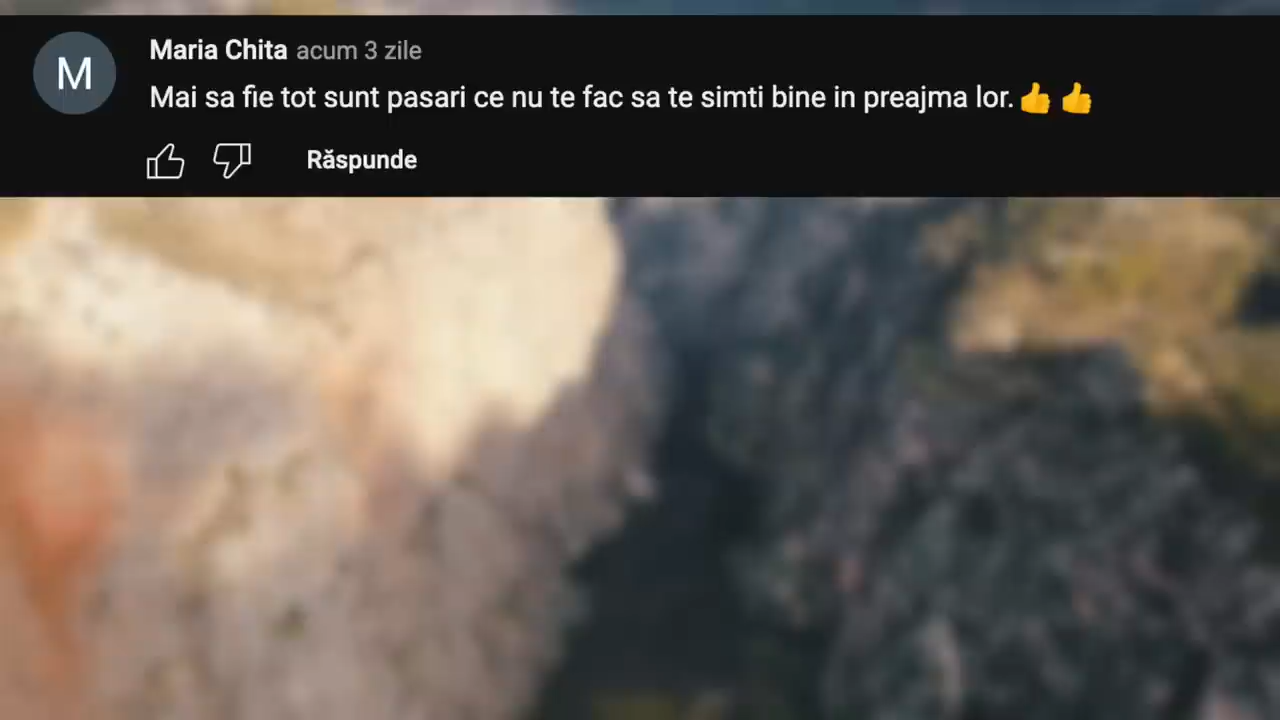 M
Maria Chita acum 3 zile
Mai sa fie tot sunt pasari ce nu te fac sa te simti bine in preajma lor.👍 👍
Răspunde